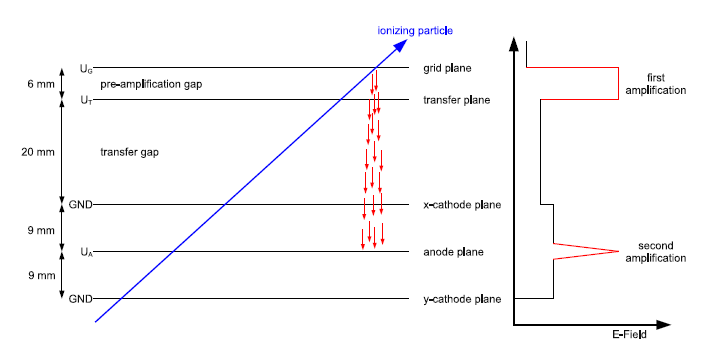 ionizing particle
U_G
grid plane
6 mm
pre-amplification gap
first
amplification
U_T
transfer plane
20 mm
transfer gap
GND
x-cathode plane
9 mm
U_A
anode plane
second
amplification
9 mm
GND
y-cathode plane
E-Field